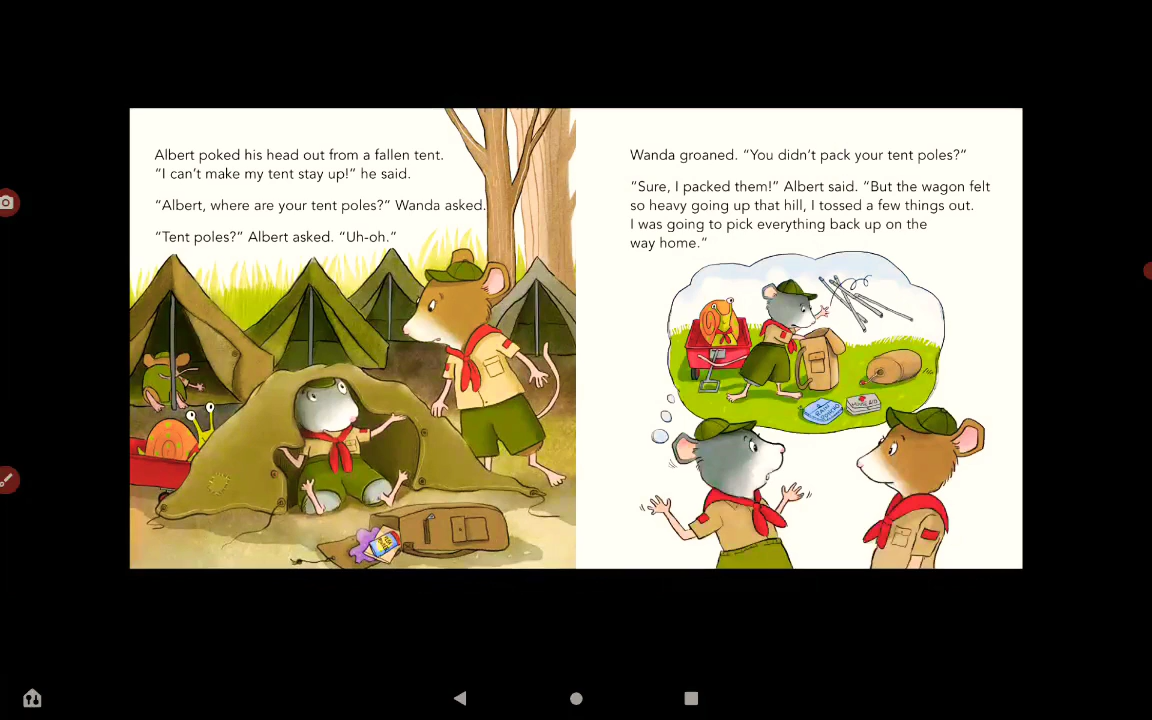 Albert poked his head out from a fallen tent.
“I can’t make my tent stay up!” he said.
“Albert, where are your tent poles?” Wanda asked.
“Tent poles?” Albert asked. “Uh-oh.”
Wanda groaned. “You didn’t pack your tent poles?”
“Sure, I packed them!” Albert said. “But the wagon felt
so heavy going up that hill, I tossed a few things out.
I was going to pick everything back up on the
way home.”